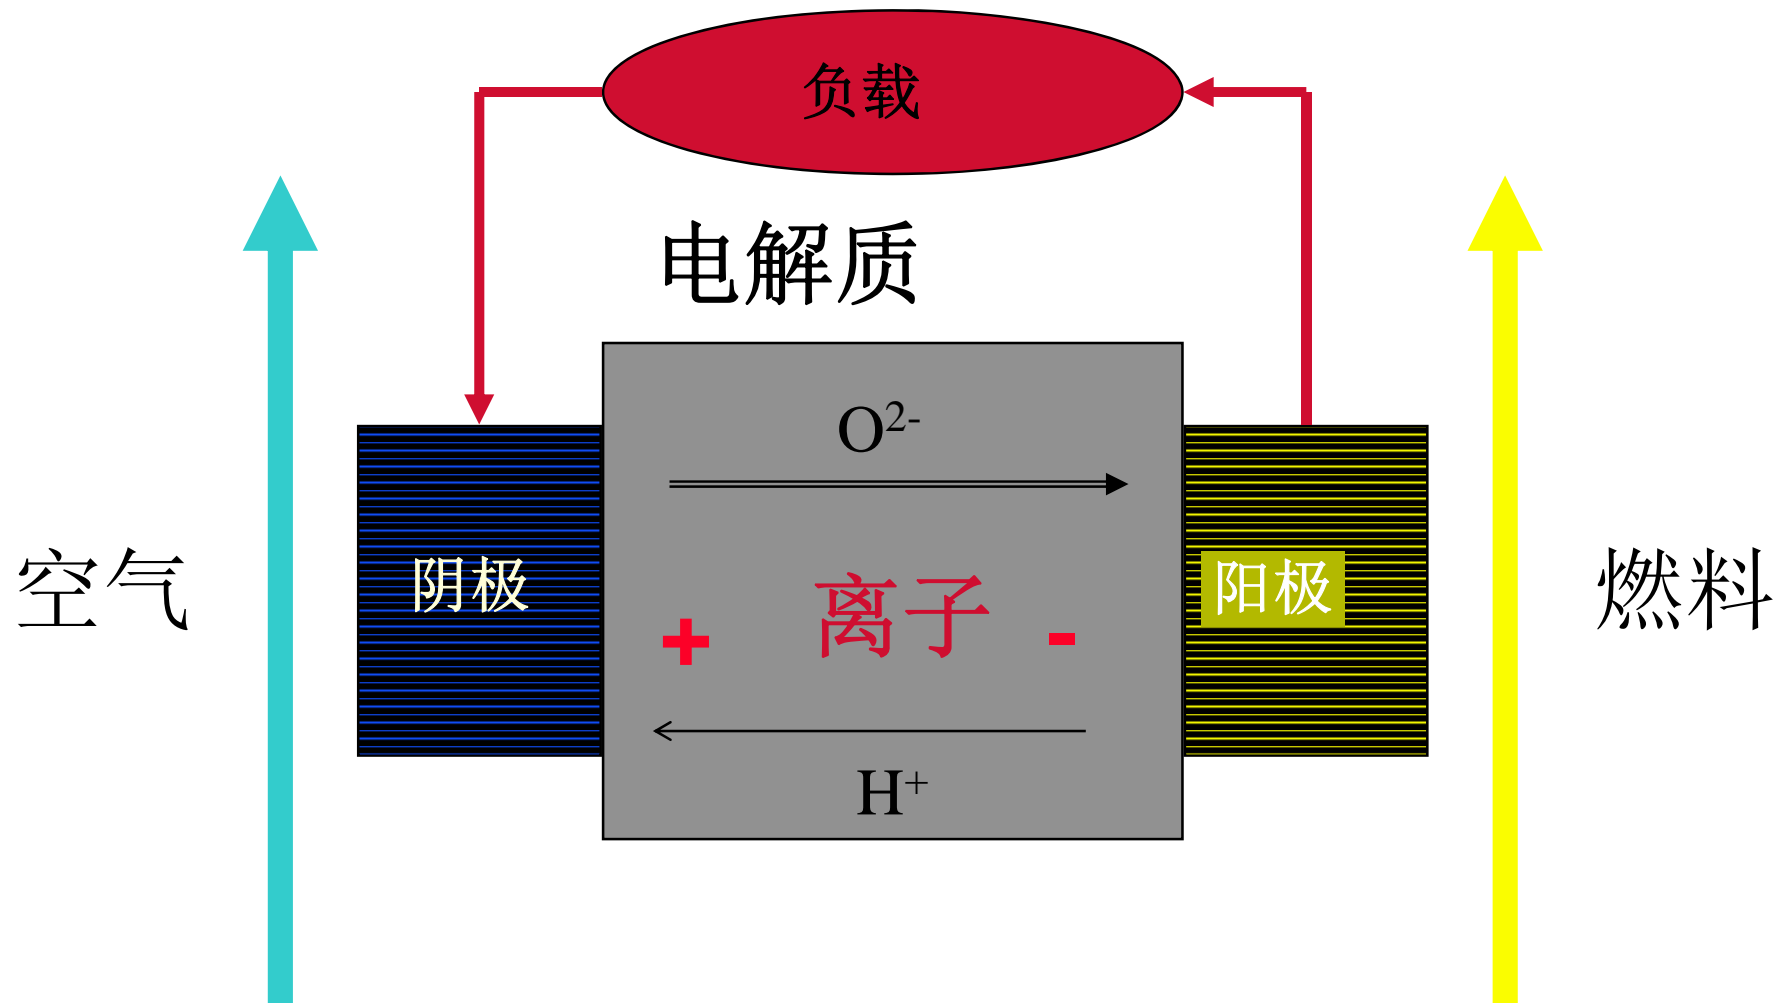 负载
电解质
O²⁻
空气
阴极
+ 离子 -
阳极
燃料
H⁺